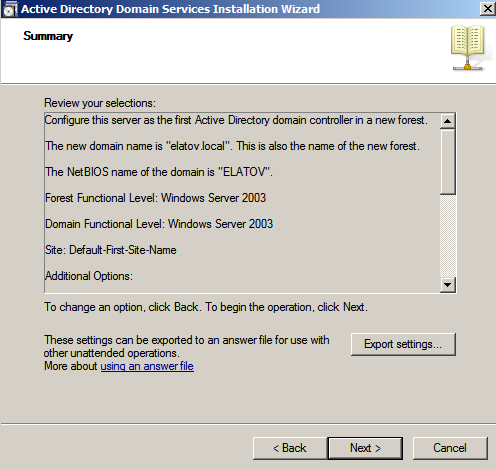 Active Directory Domain Services Installation Wizard
Summary
Review your selections:
Configure this server as the first Active Directory domain controller in a new forest.
The new domain name is "elatov.local". This is also the name of the new forest.
The NetBIOS name of the domain is "ELATOV".
Forest Functional Level: Windows Server 2003
Domain Functional Level: Windows Server 2003
Site: Default-First-Site-Name
Additional Options:
To change an option, click Back. To begin the operation, click Next.
These settings can be exported to an answer file for use with
other unattended operations.
More about using an answer file
Export settings...
< Back
Next >
Cancel